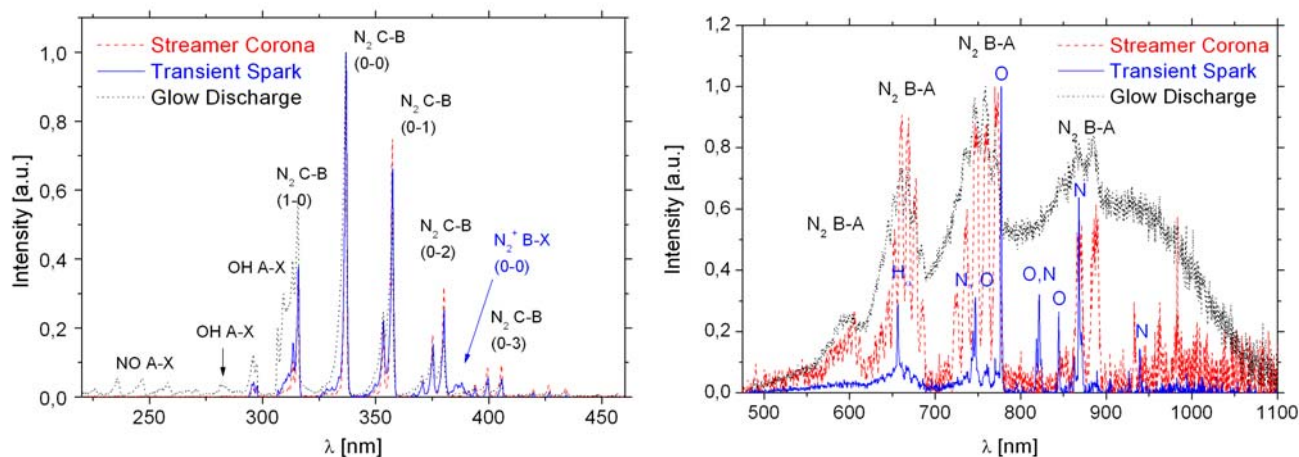 Streamer Corona
Transient Spark
Glow Discharge
N₂ C-B
(0-0)
N₂ C-B
(0-1)
N₂ C-B
(1-0)
N₂ C-B
(0-2)
N₂⁺ B-X
(0-0)
N₂ C-B
(0-3)
OH A-X
OH A-X
NO A-X
Intensity [a.u.]
1,0
0,8
0,6
0,4
0,2
0,0
250 300 350 400 450
λ [nm]
Streamer Corona
Transient Spark
Glow Discharge
N₂ B-A
O
N₂ B-A
N₂ B-A
N₂ B-A
N
H
N
O
O,N
O
N
Intensity [a.u.]
1,2
1,0
0,8
0,6
0,4
0,2
0,0
500 600 700 800 900 1000 1100
λ [nm]